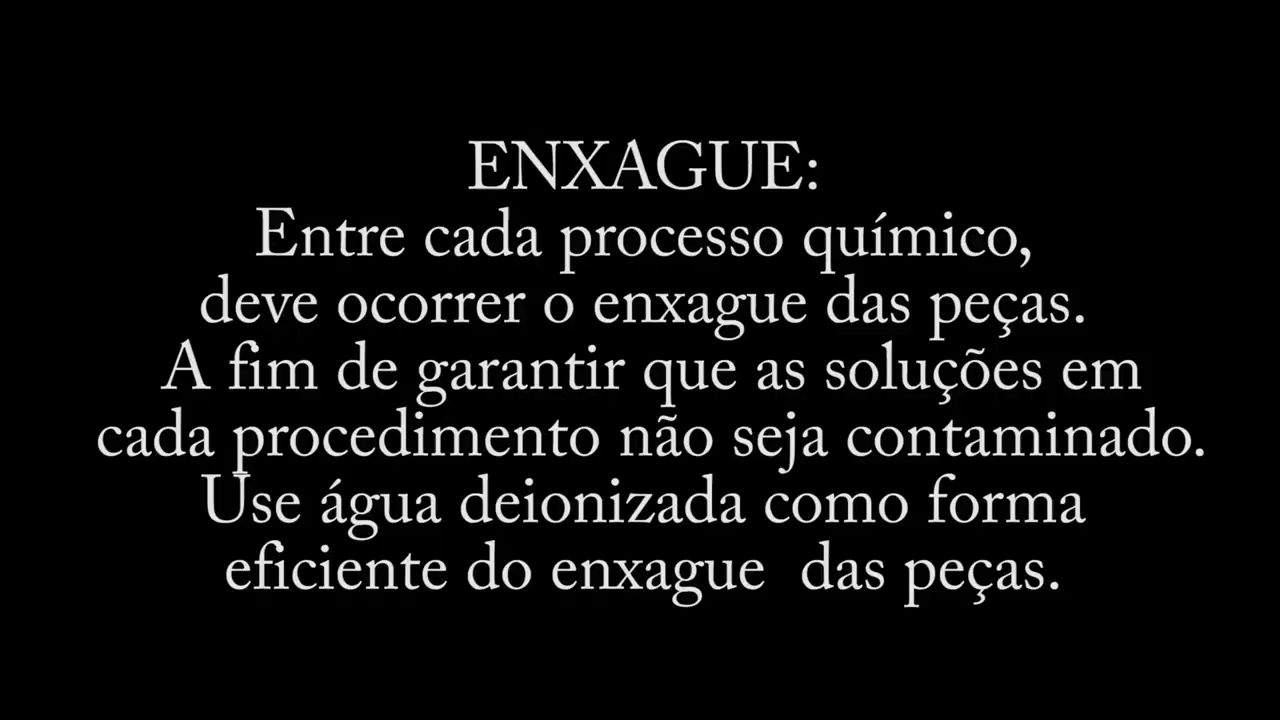 ENXAGUE:
Entre cada processo químico,
deve ocorrer o enxague das peças.
A fim de garantir que as soluções em
cada procedimento não seja contaminado.
Use água deionizada como forma
eficiente do enxague  das peças.